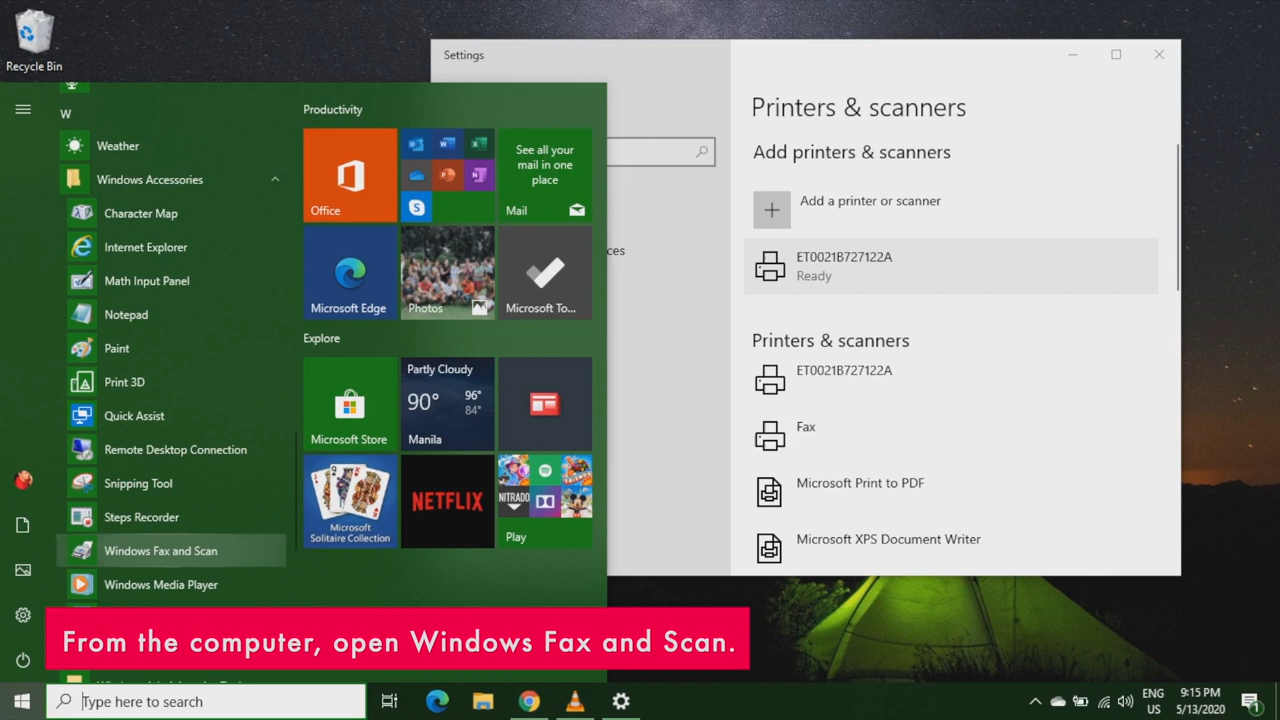 Recycle Bin
W
Weather
Windows Accessories
Character Map
Internet Explorer
Math Input Panel
Notepad
Paint
Print 3D
Quick Assist
Remote Desktop Connection
Snipping Tool
Steps Recorder
Windows Fax and Scan
Windows Media Player
Productivity
Office
See all your
mail in one
place
Mail
Microsoft Edge
Photos
Microsoft To...
Explore
Microsoft Store
Partly Cloudy
90° 96°
84°
Manila
Microsoft
Solitaire Collection
NETFLIX
NITRADO
Play
Settings
ces
Printers & scanners
Add printers & scanners
Add a printer or scanner
ET0021B727122A
Ready
Printers & scanners
ET0021B727122A
Fax
Microsoft Print to PDF
Microsoft XPS Document Writer
From the computer, open Windows Fax and Scan.
Type here to search
ENG
US
9:15 PM
5/13/2020
1